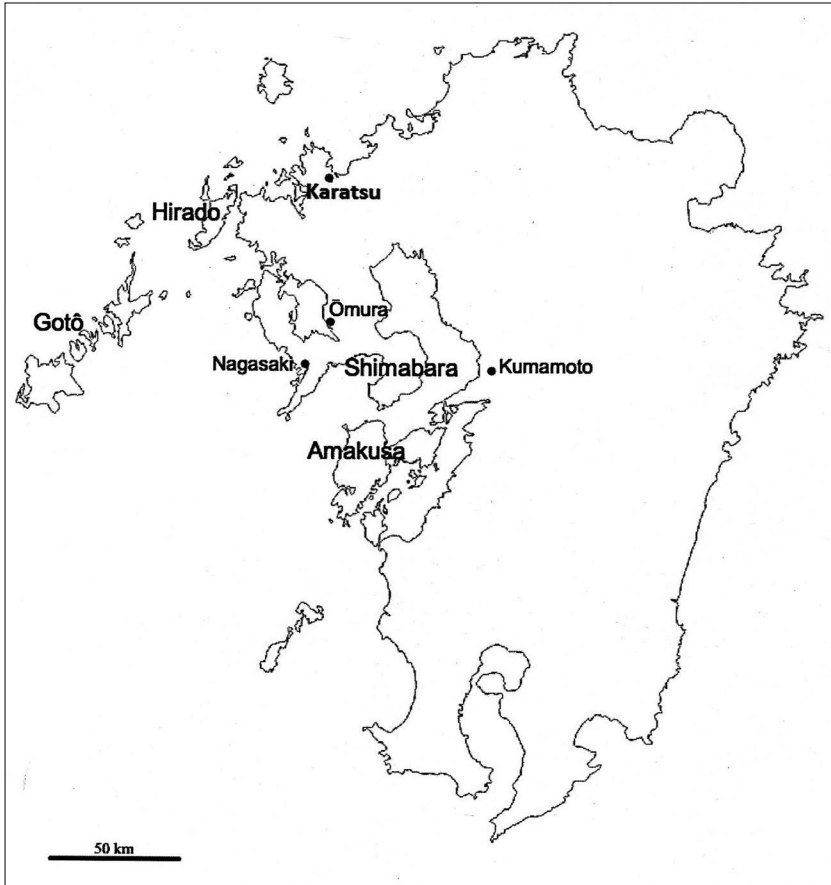 Karatsu
Hirado
Ōmura
Gotô
Nagasaki
Shimabara
Kumamoto
Amakusa
50 km